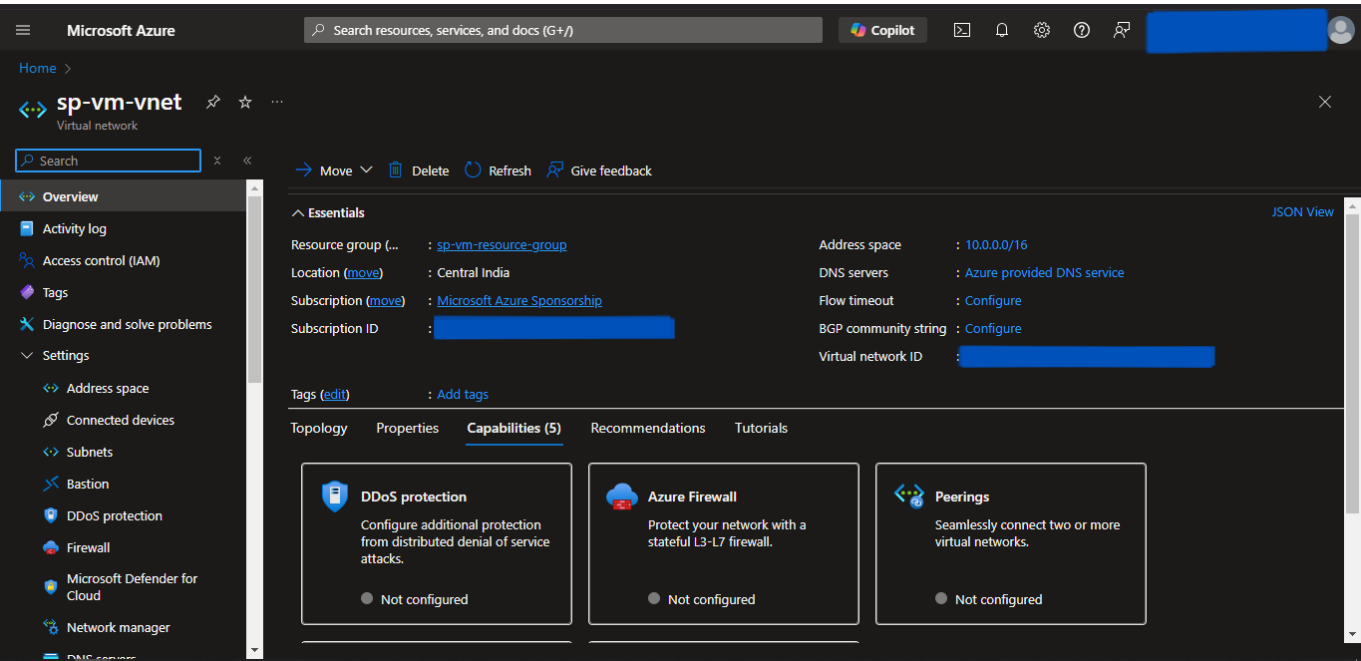 Microsoft Azure
Search resources, services, and docs (G+/)
Copilot
Home >
sp-vm-vnet
Virtual network
Search
Overview
Activity log
Access control (IAM)
Tags
Diagnose and solve problems
Settings
Address space
Connected devices
Subnets
Bastion
DDoS protection
Firewall
Microsoft Defender for
Cloud
Network manager
DNS servers
Move
Delete
Refresh
Give feedback
Essentials
JSON View
Resource group (... : sp-vm-resource-group
Location (move) : Central India
Subscription (move) : Microsoft Azure Sponsorship
Subscription ID :
Address space : 10.0.0.0/16
DNS servers : Azure provided DNS service
Flow timeout : Configure
BGP community string : Configure
Virtual network ID :
Tags (edit) : Add tags
Topology
Properties
Capabilities (5)
Recommendations
Tutorials
DDoS protection
Configure additional protection
from distributed denial of service
attacks.
Not configured
Azure Firewall
Protect your network with a
stateful L3-L7 firewall.
Not configured
Peerings
Seamlessly connect two or more
virtual networks.
Not configured